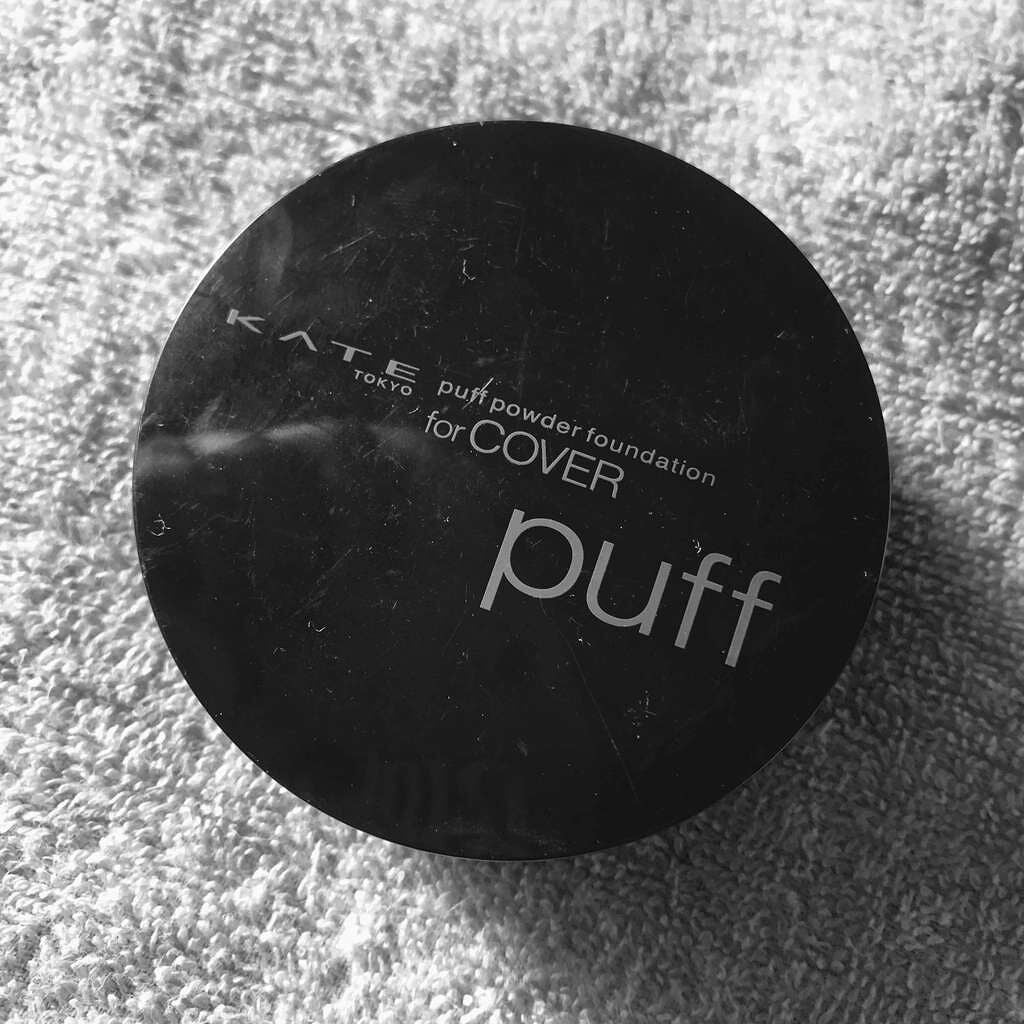 KATE
TOKYO
puff powder foundation
for COVER
puff